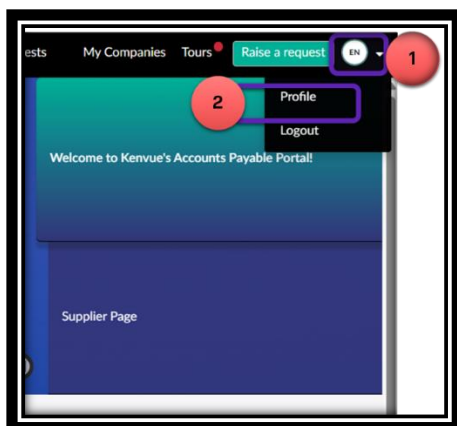 ests My Companies Tours Raise a request EN 1
2 Profile
Logout
Welcome to Kenvue's Accounts Payable Portal!
Supplier Page